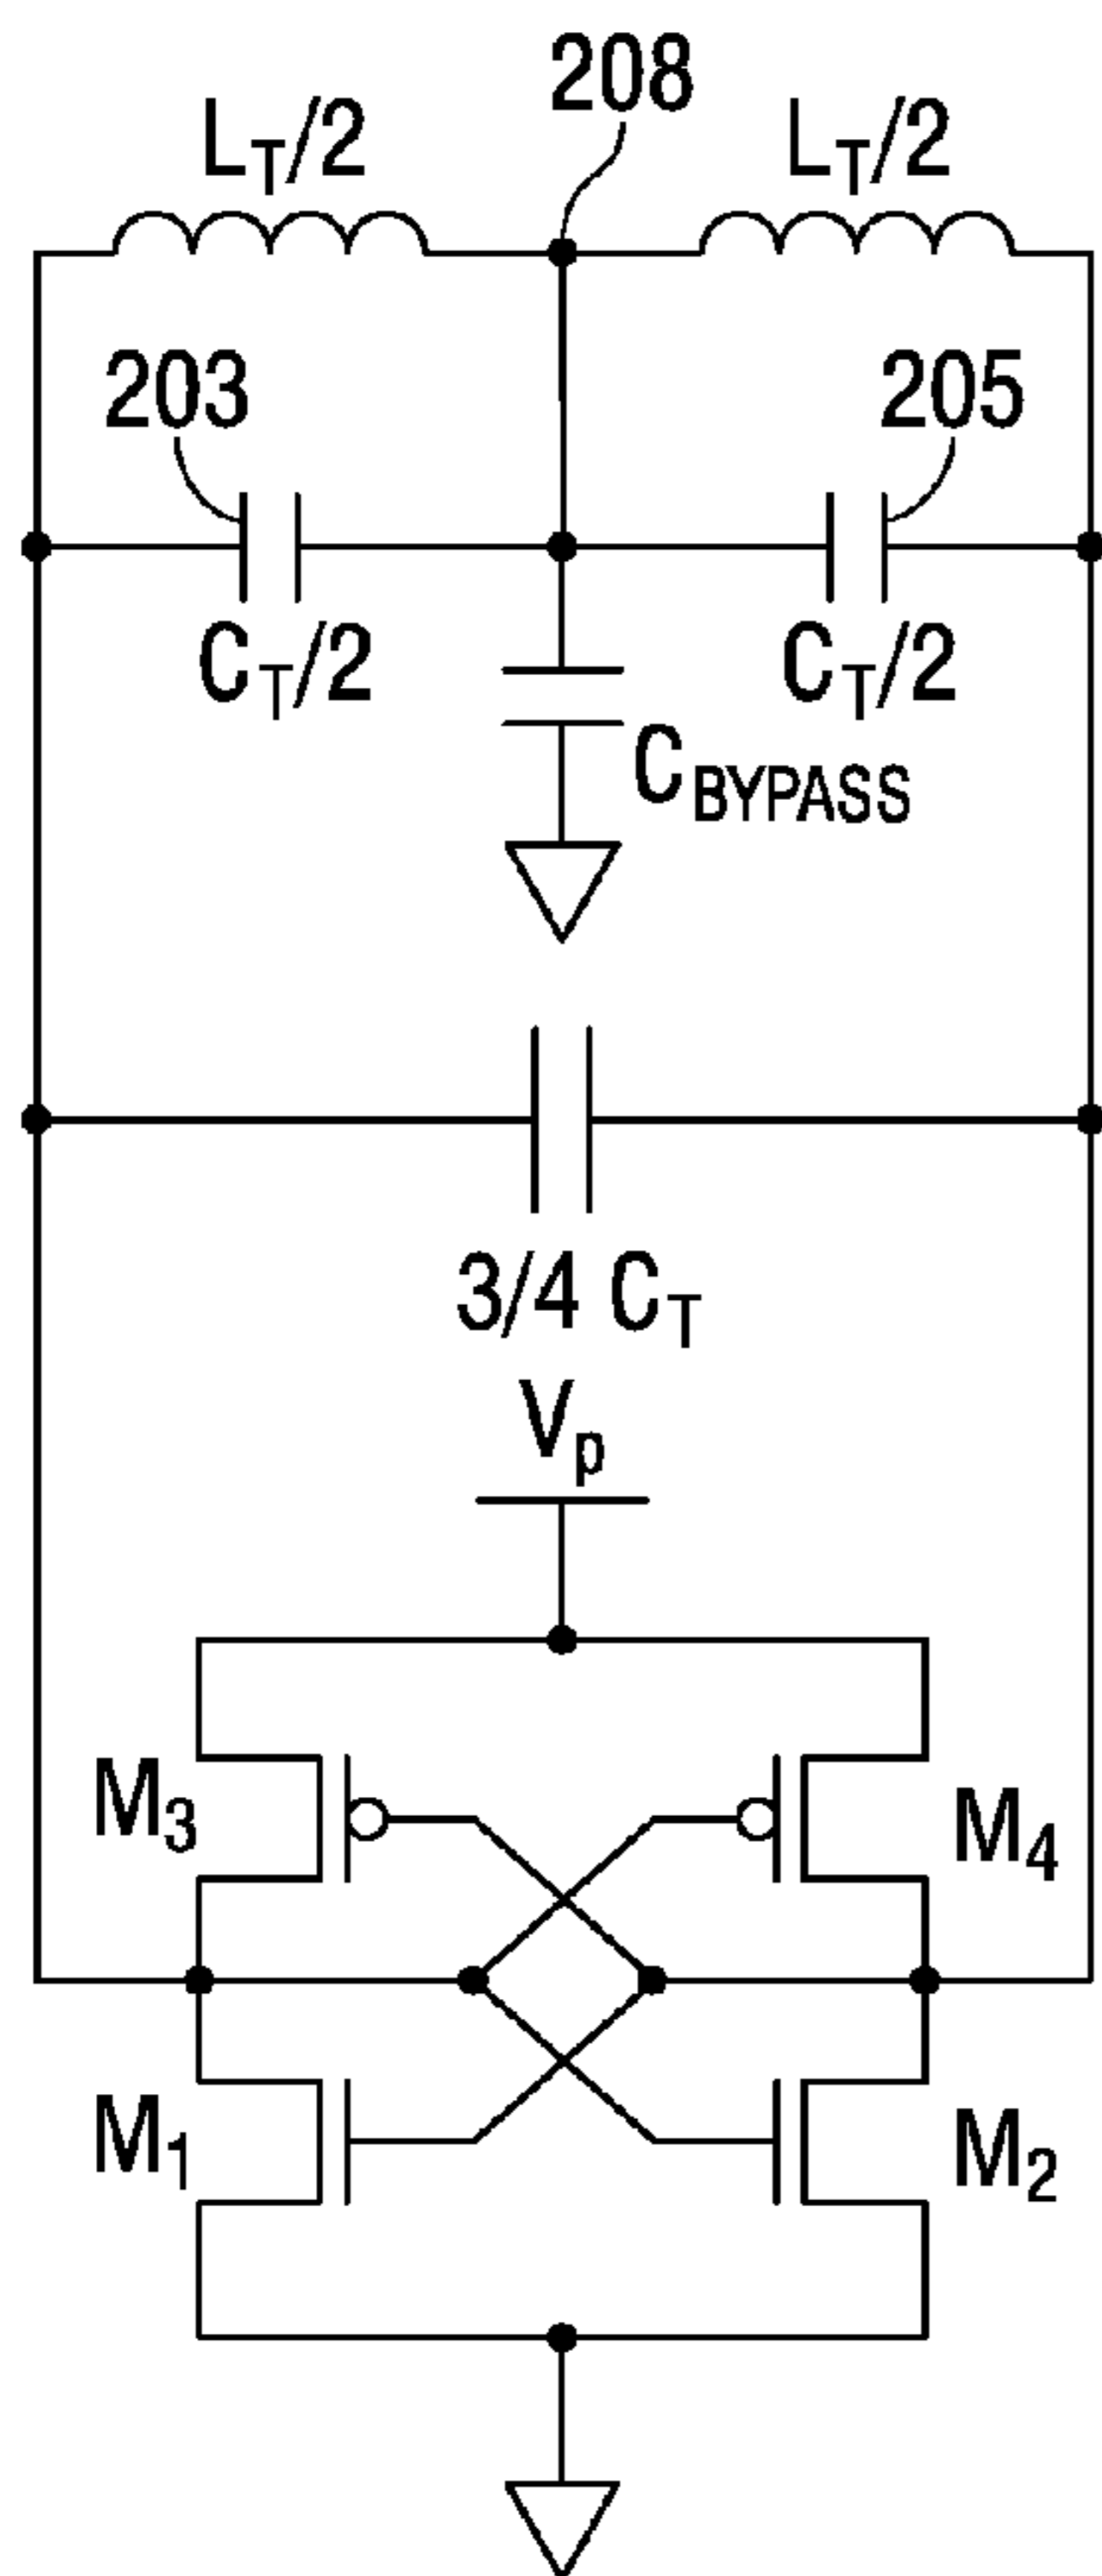 208
L_T/2 L_T/2
203 205
C_T/2 C_T/2
C_BYPASS
3/4 C_T
V_p
M_3 M_4
M_1 M_2